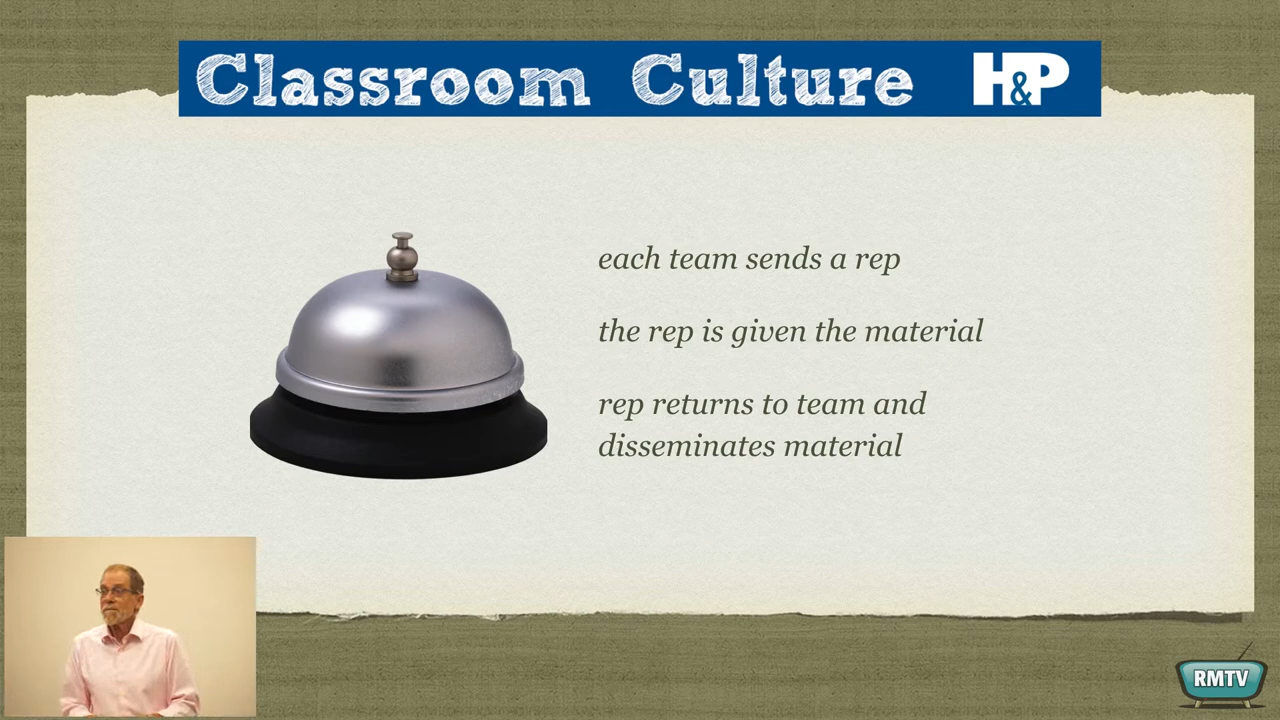 Classroom Culture H&P
each team sends a rep
the rep is given the material
rep returns to team and
disseminates material
RMTV